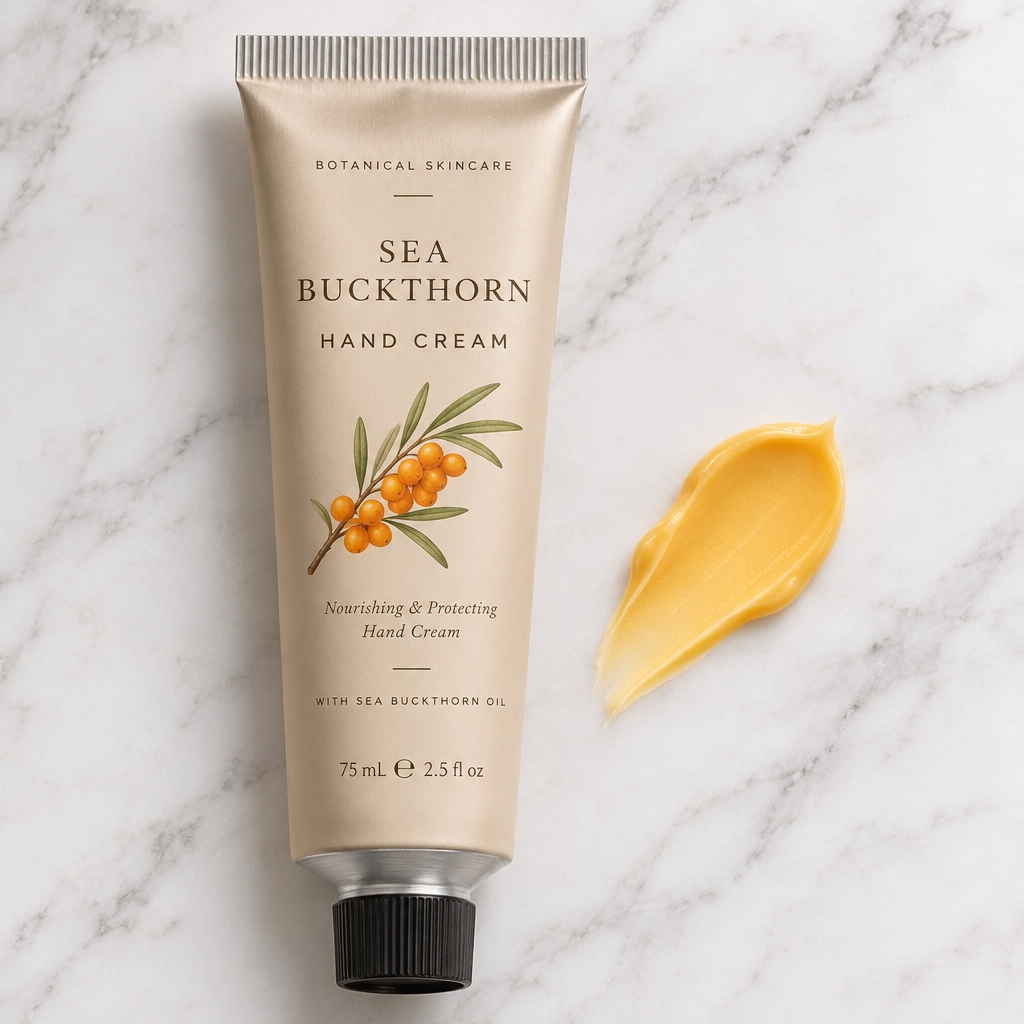 BOTANICAL SKINCARE
SEA
BUCKTHORN
HAND CREAM
Nourishing & Protecting
Hand Cream
WITH SEA BUCKTHORN OIL
75 mL ℮ 2.5 fl oz